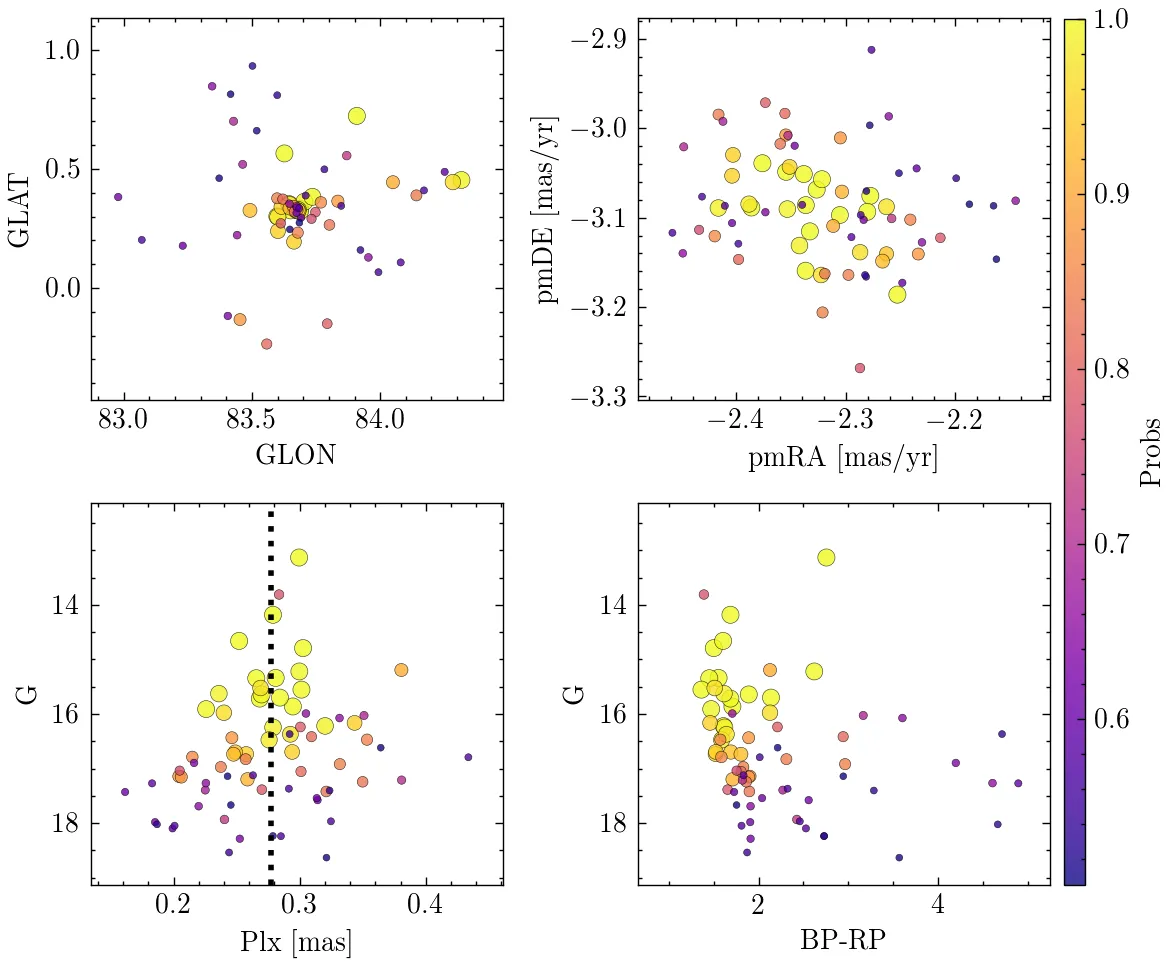 1.0
0.5
0.0
GLAT
83.0 83.5 84.0
GLON
−2.9
−3.0
−3.1
−3.2
−3.3
pmDE [mas/yr]
−2.4 −2.3 −2.2
pmRA [mas/yr]
1.0
0.9
0.8
0.7
0.6
Probs
14
16
18
G
0.2 0.3 0.4
Plx [mas]
14
16
18
G
2 4
BP-RP